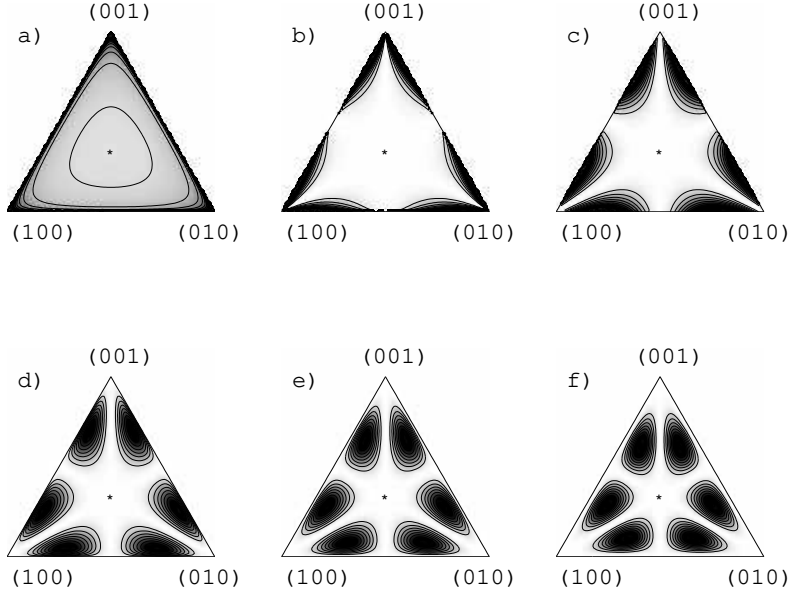 (001) (001) (001)
a) b) c)
* * *
(100) (010) (100) (010) (100) (010)
(001) (001) (001)
d) e) f)
* * *
(100) (010) (100) (010) (100) (010)